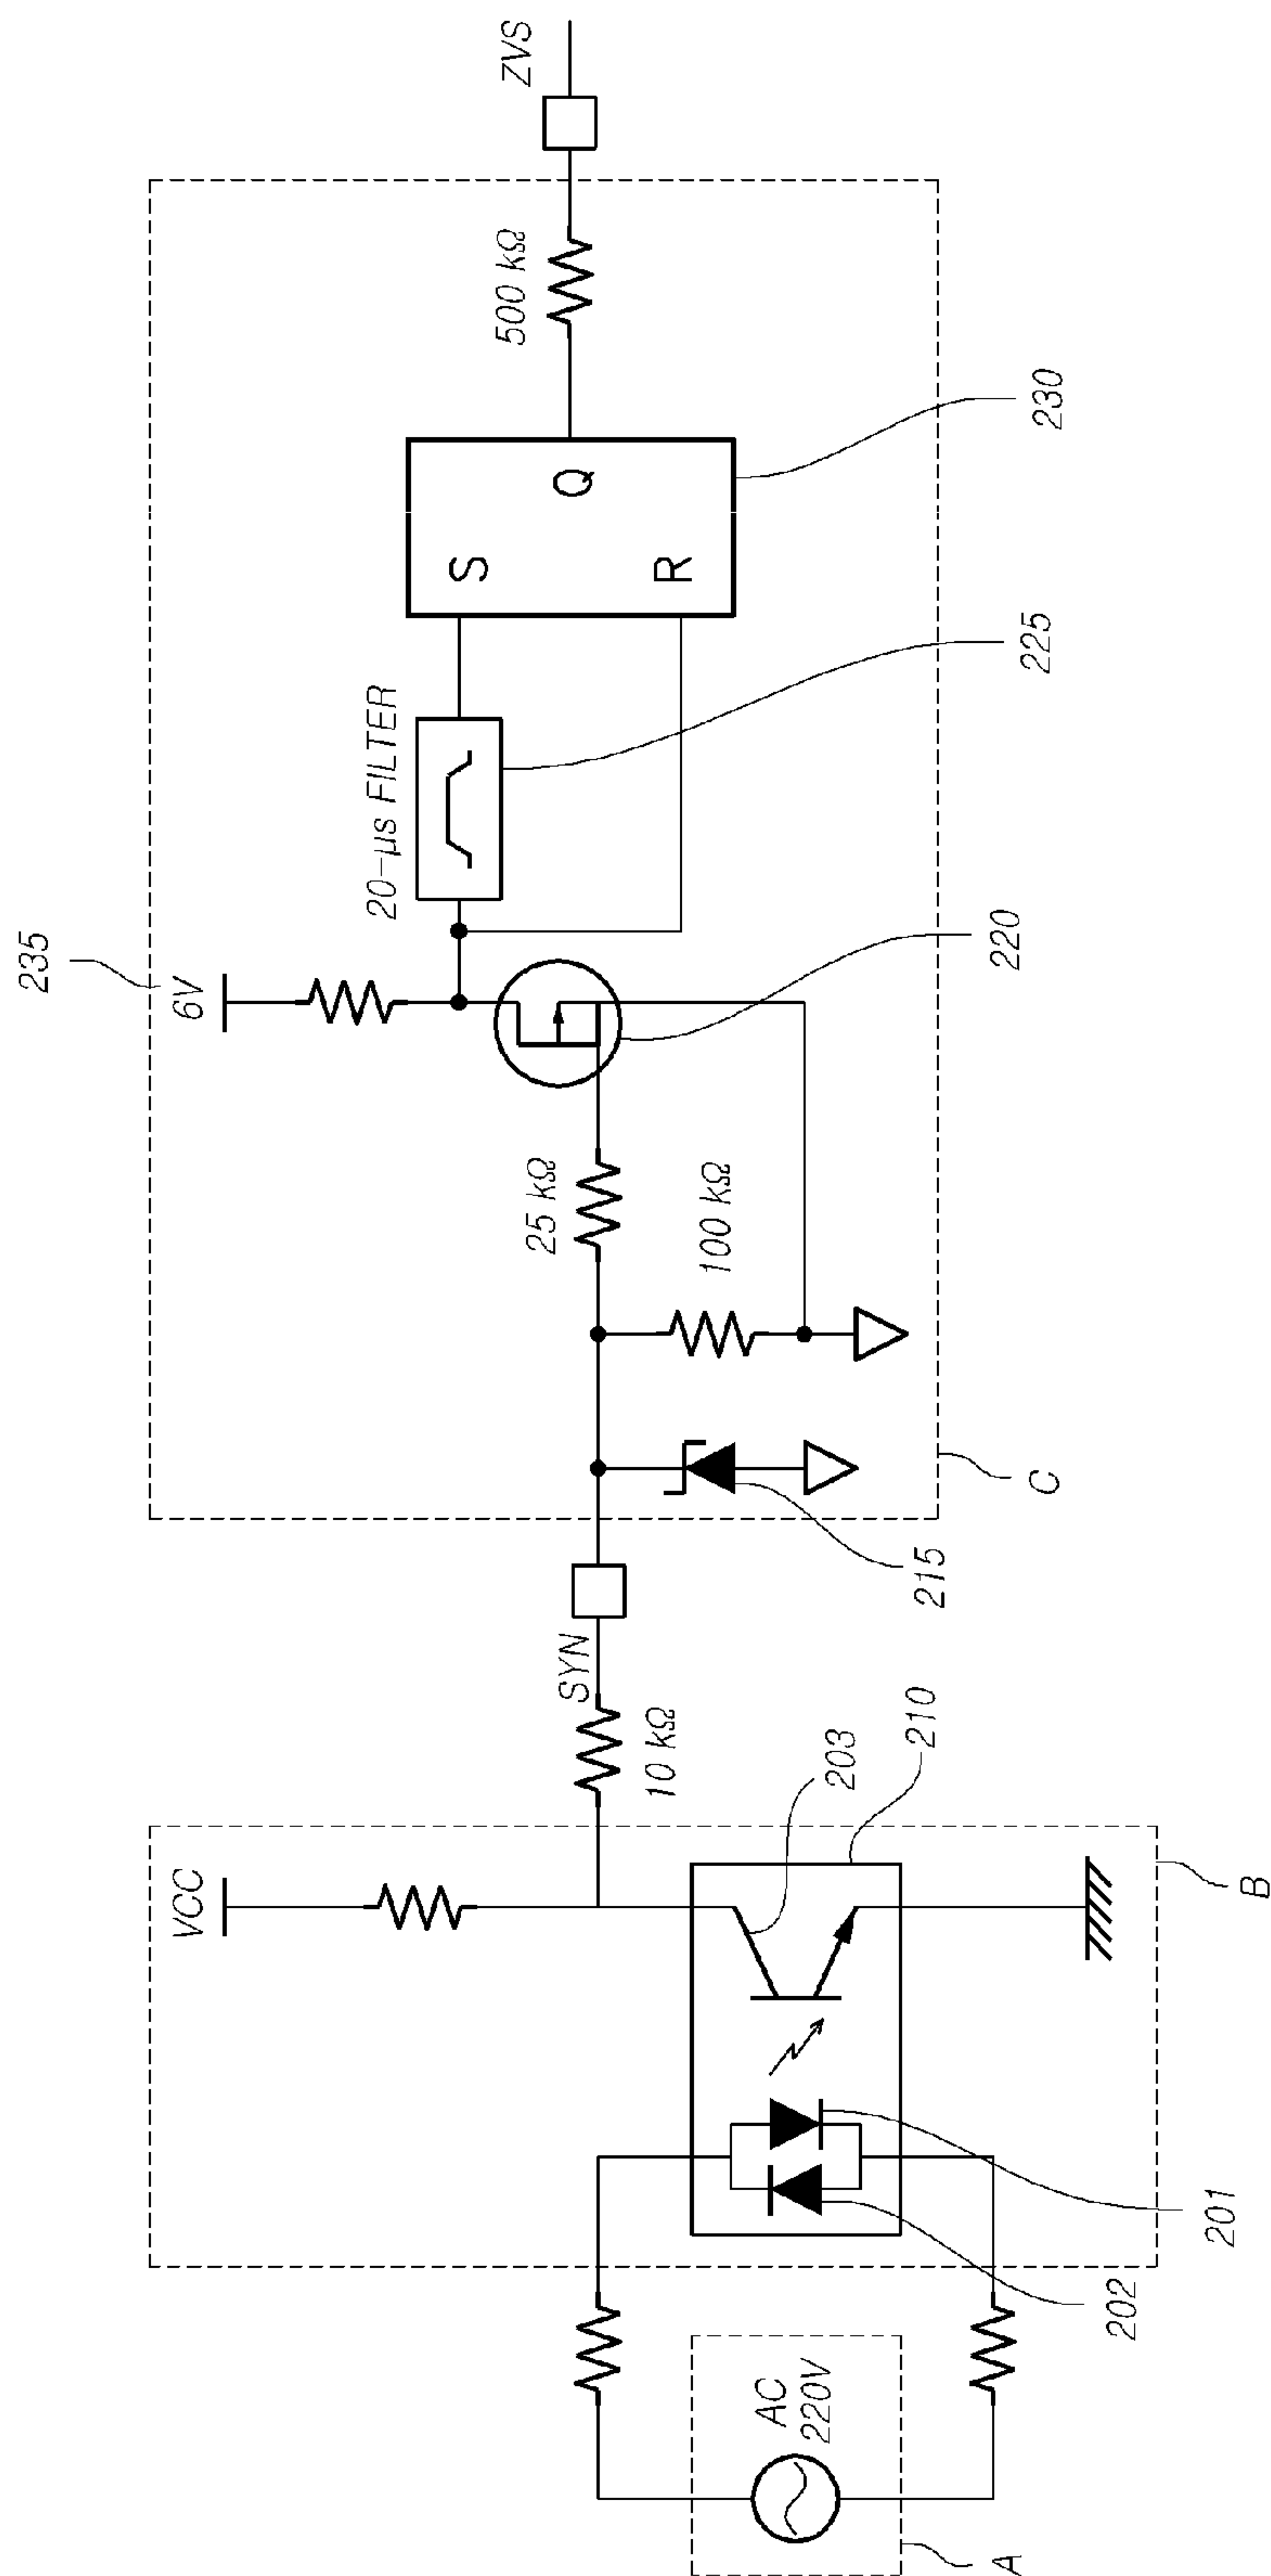 A
AC
220V
202
201
B
VCC
203
210
10 kΩ
SYN
C
215
100 kΩ
25 kΩ
220
235
6V
20-µs FILTER
225
S
R
Q
230
500 kΩ
ZVS